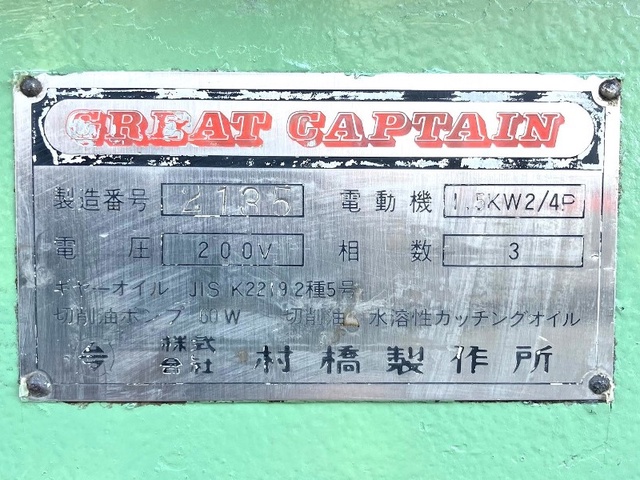 GREAT CAPTAIN
製造番号 2135 電動機 1.5KW2/4P
電圧 200V 相数 3
ギヤーオイル JIS K2219 2種5号
切削油ポンプ 60W 切削油 水溶性カッチングオイル
株式会社 村橋製作所